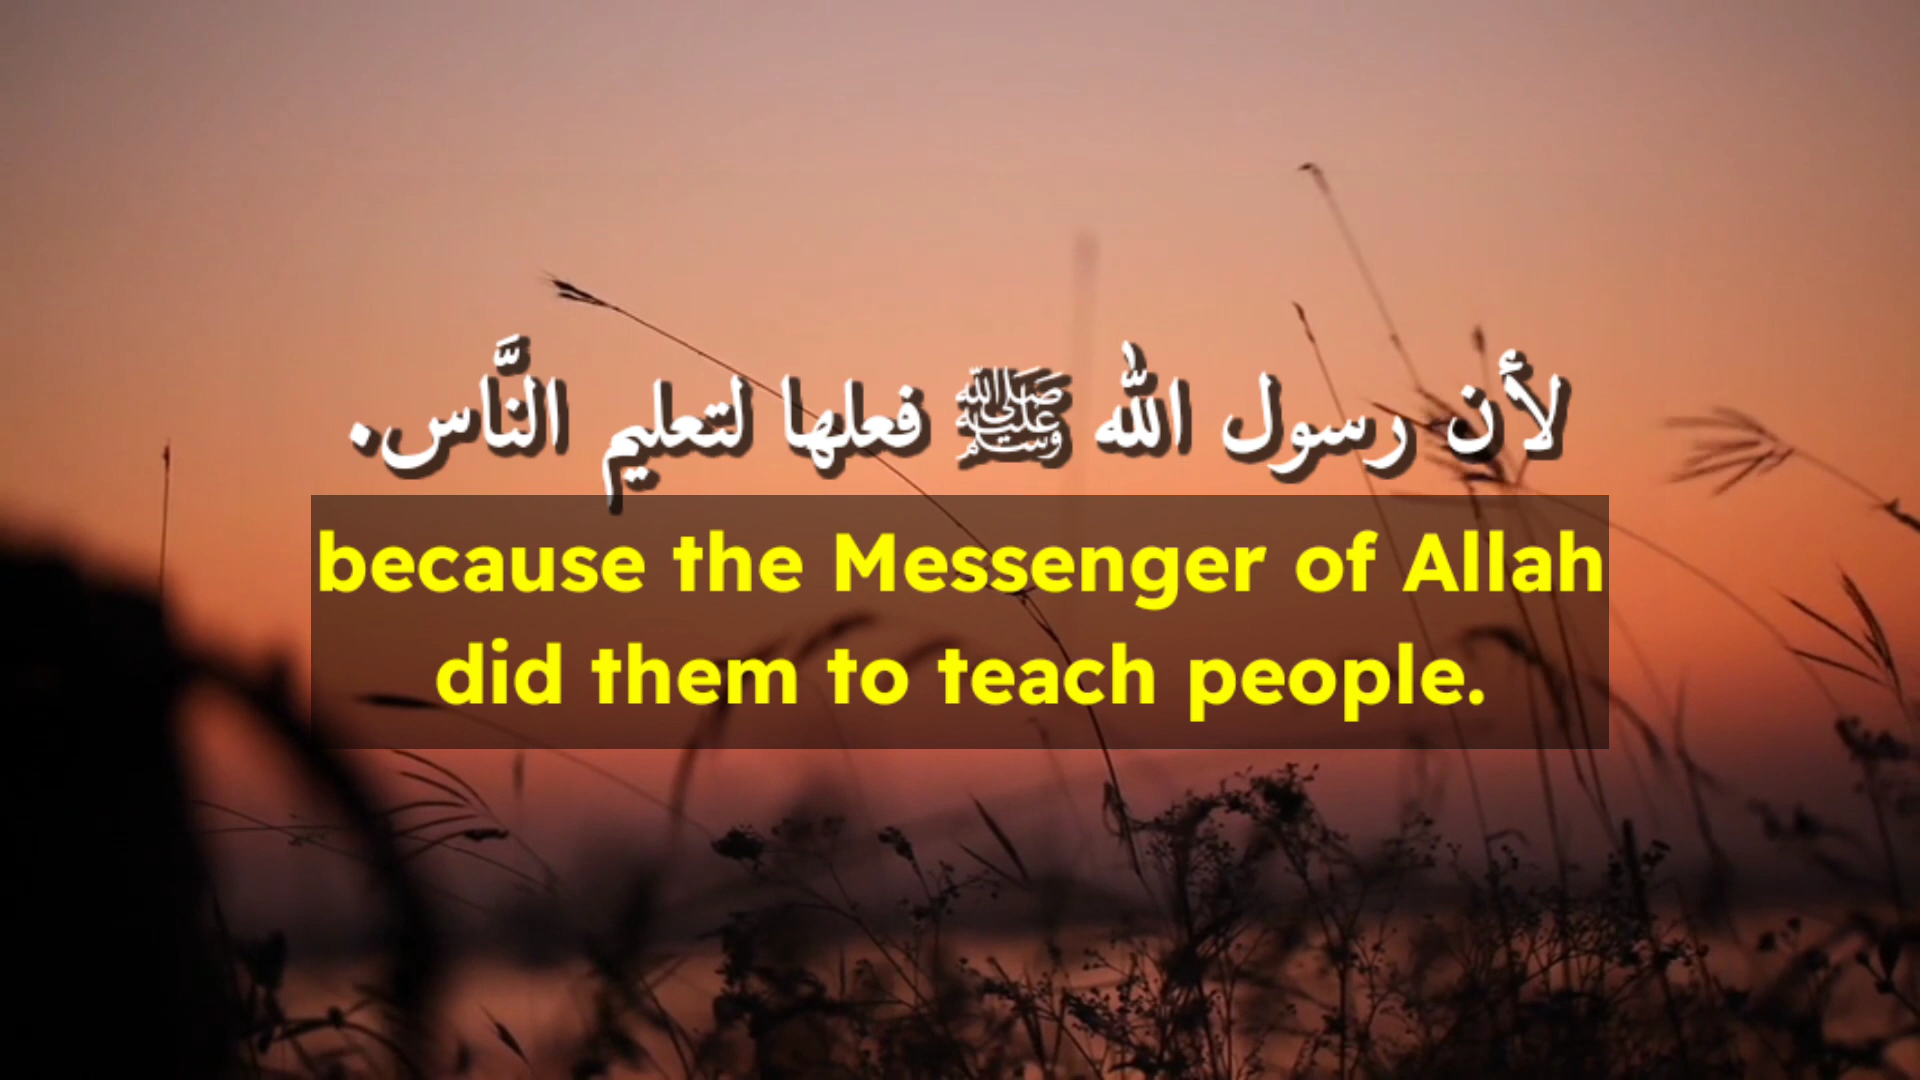 لأن رسول الله ﷺ فعلها لتعليم النَّاس.
because the Messenger of Allah
did them to teach people.